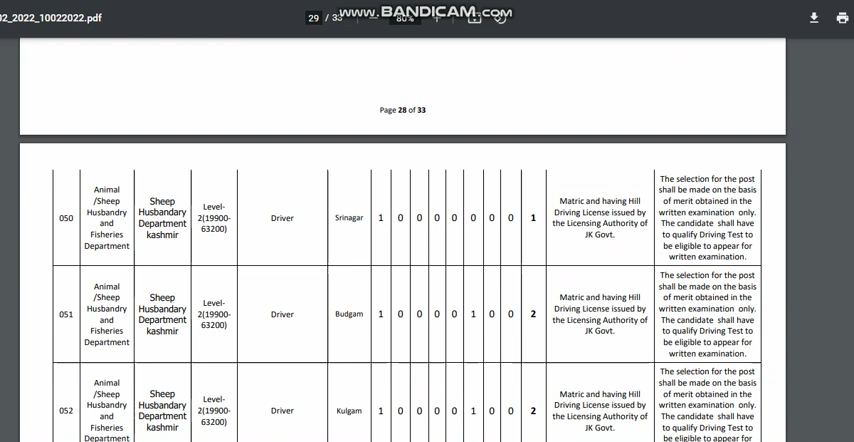 02_2022_10022022.pdf
29 / 33
80%
www.BANDICAM.com
Page 28 of 33
050
Animal
/Sheep
Husbandry
and
Fisheries
Department
Sheep
Husbandary
Department
kashmir
Level-
2(19900-
63200)
Driver
Srinagar
1 0 0 0 0 0 0 0 1
Matric and having Hill
Driving License issued by
the Licensing Authority of
JK Govt.
The selection for the post
shall be made on the basis
of merit obtained in the
written examination only.
The candidate shall have
to qualify Driving Test to
be eligible to appear for
written examination.
051
Animal
/Sheep
Husbandry
and
Fisheries
Department
Sheep
Husbandary
Department
kashmir
Level-
2(19900-
63200)
Driver
Budgam
1 0 0 0 0 1 0 0 2
Matric and having Hill
Driving License issued by
the Licensing Authority of
JK Govt.
The selection for the post
shall be made on the basis
of merit obtained in the
written examination only.
The candidate shall have
to qualify Driving Test to
be eligible to appear for
written examination.
052
Animal
/Sheep
Husbandry
and
Fisheries
Department
Sheep
Husbandary
Department
kashmir
Level-
2(19900-
63200)
Driver
Kulgam
1 0 0 0 0 1 0 0 2
Matric and having Hill
Driving License issued by
the Licensing Authority of
JK Govt.
The selection for the post
shall be made on the basis
of merit obtained in the
written examination only.
The candidate shall have
to qualify Driving Test to
be eligible to appear for